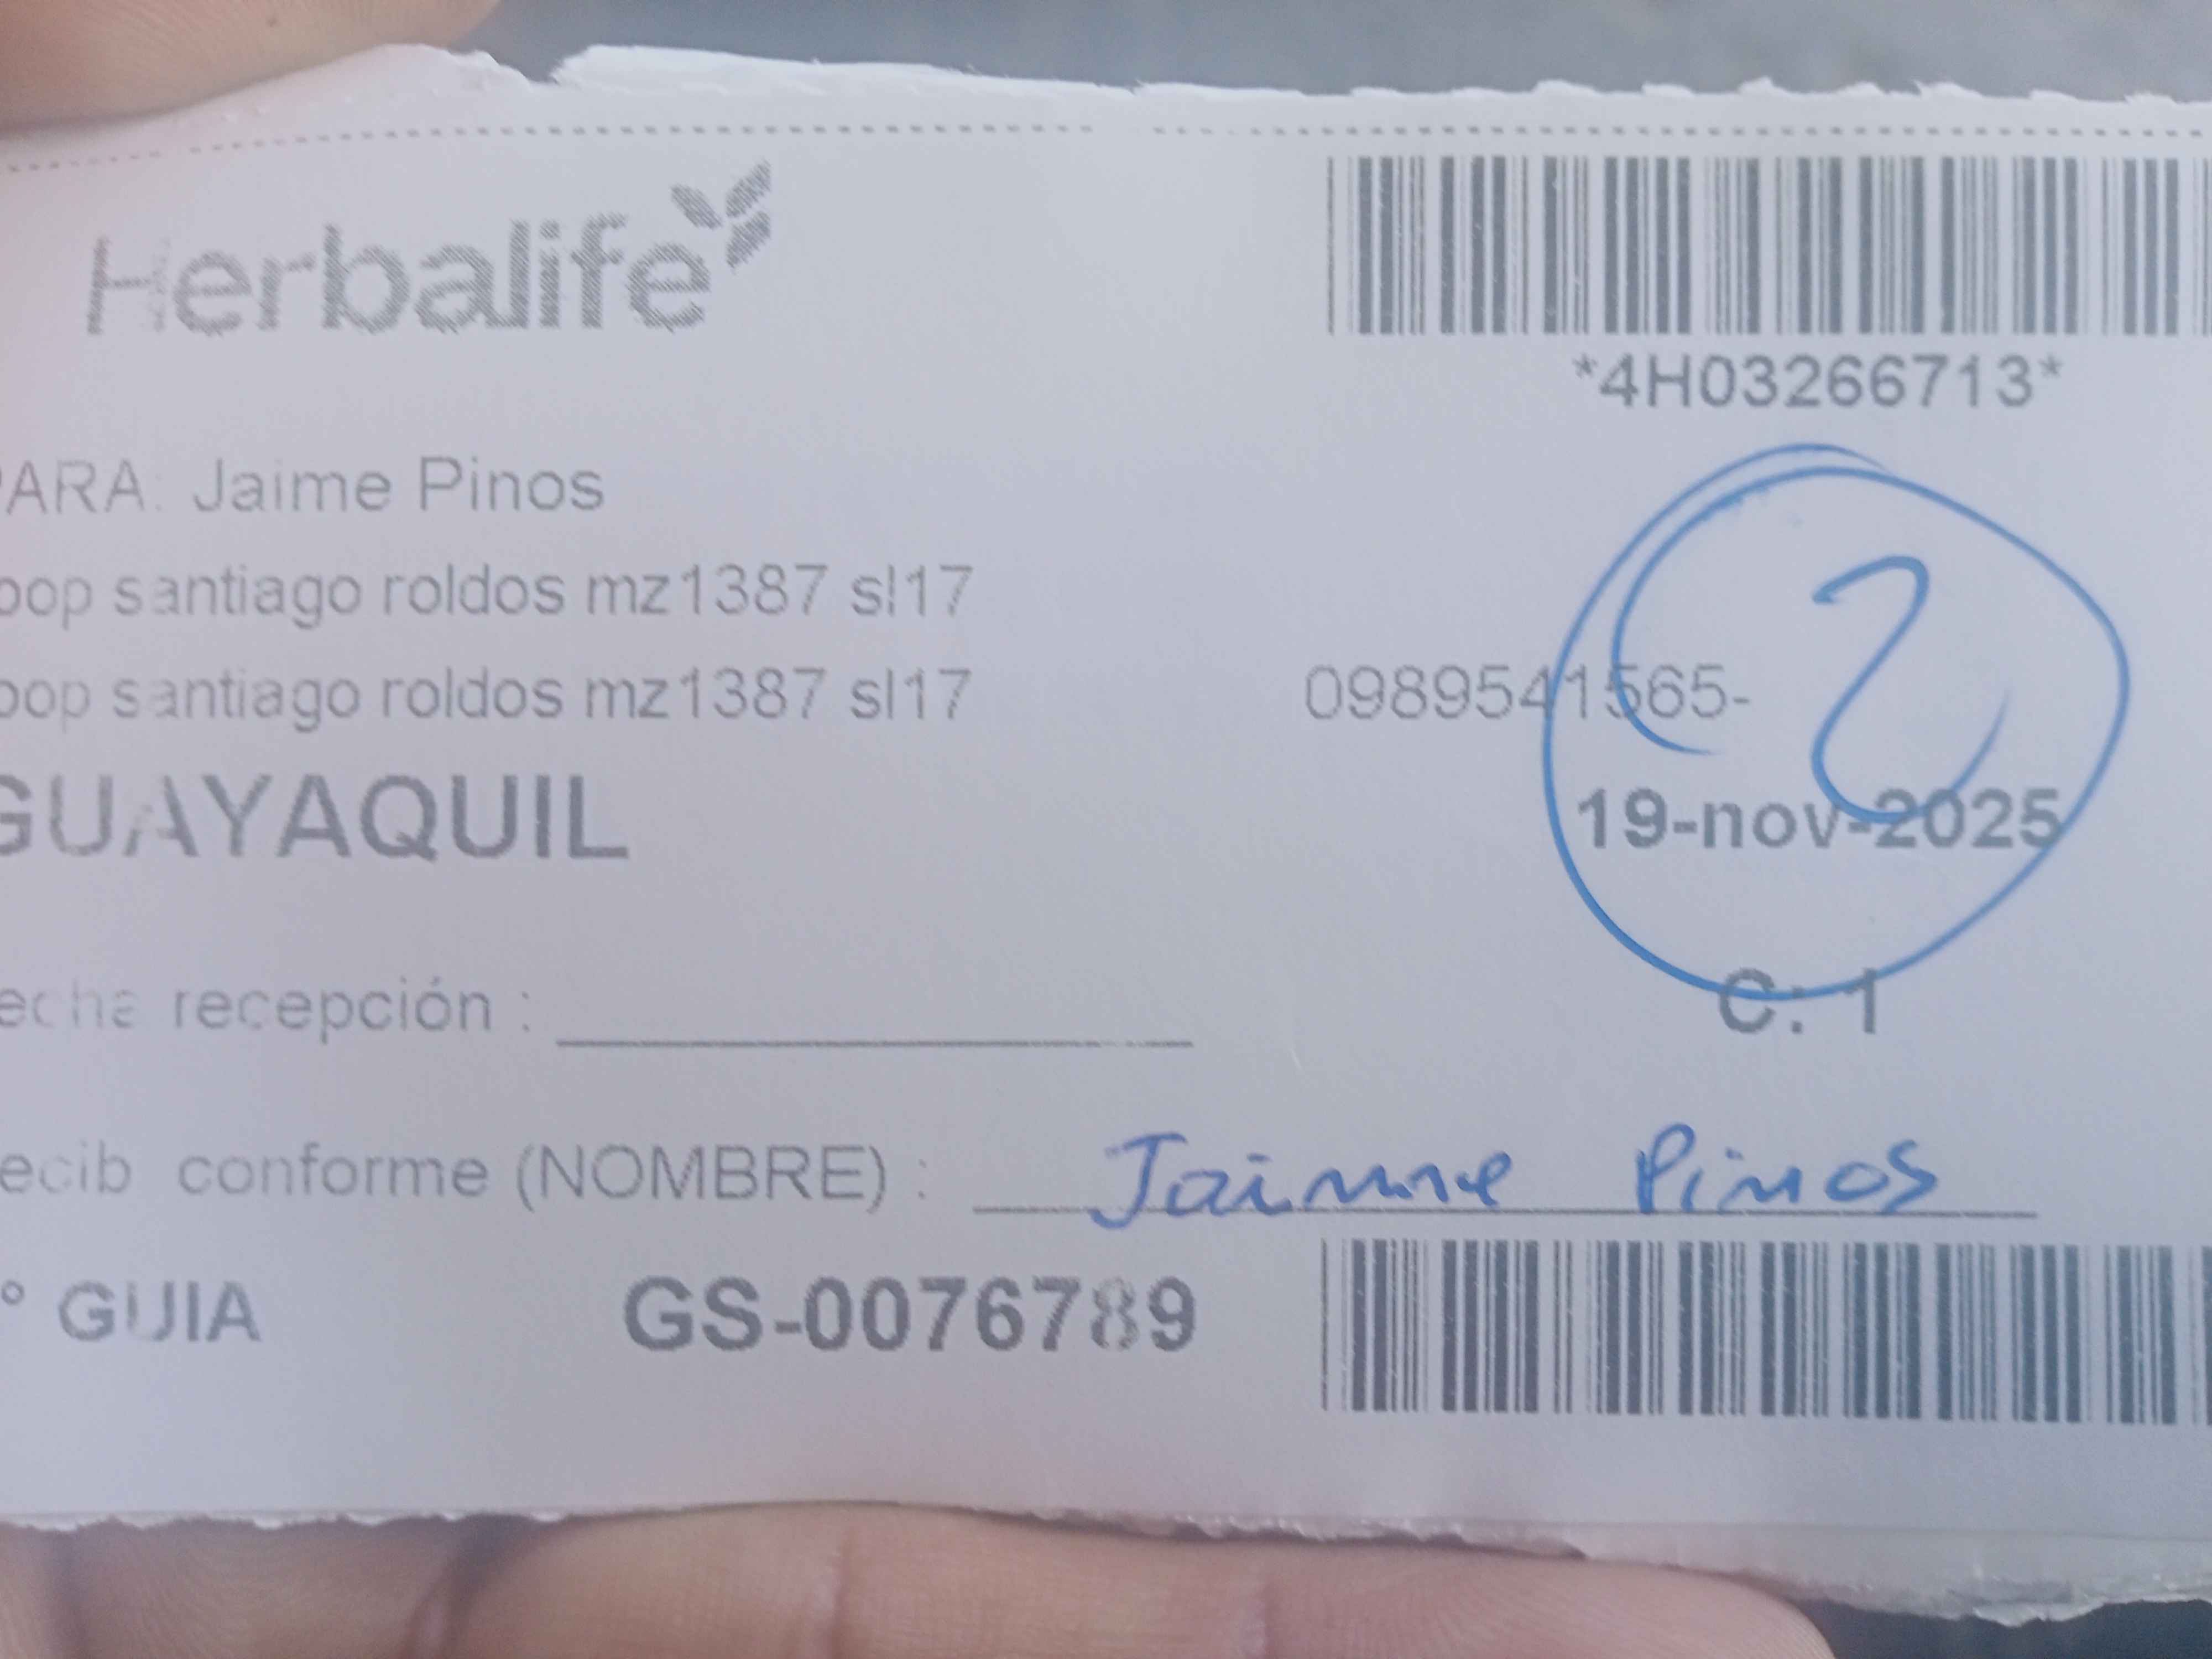 Herbalife
*4H03266713*
PARA: Jaime Pinos
oop santiago roldos mz1387 sl17
oop santiago roldos mz1387 sl17 0989541565-
2
GUAYAQUIL 19-nov-2025
C: 1
echa recepción :
ecib conforme (NOMBRE) : Jaime Pinos
° GUIA GS-0076789